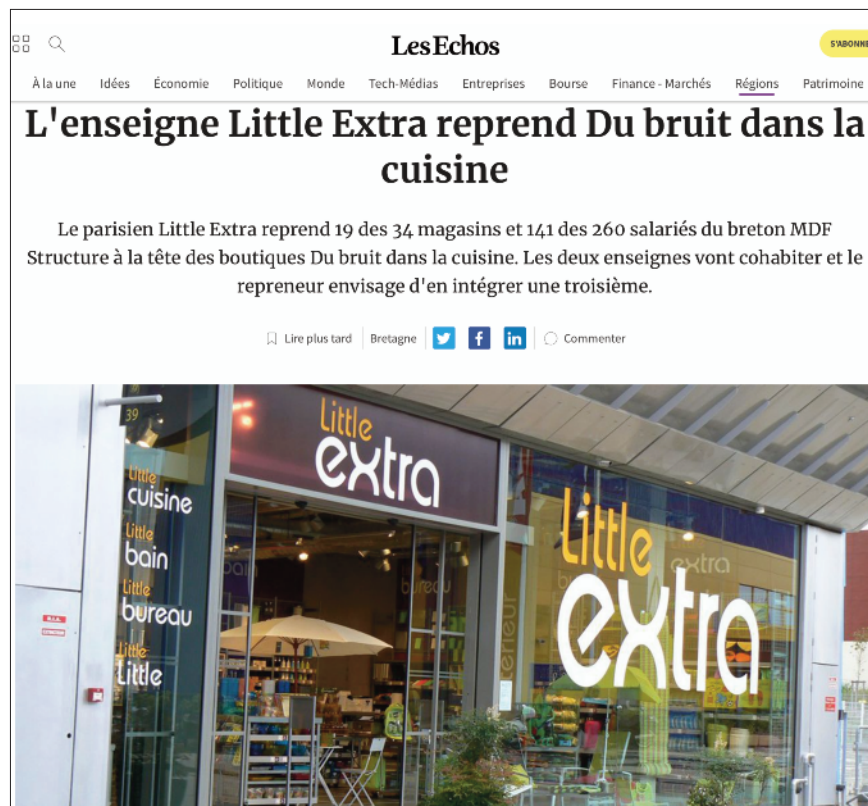 Les Echos
S'ABONNE
À la une Idées Économie Politique Monde Tech-Médias Entreprises Bourse Finance - Marchés Régions Patrimoine
L'enseigne Little Extra reprend Du bruit dans la
cuisine
Le parisien Little Extra reprend 19 des 34 magasins et 141 des 260 salariés du breton MDF
Structure à la tête des boutiques Du bruit dans la cuisine. Les deux enseignes vont cohabiter et le
repreneur envisage d'en intégrer une troisième.
Lire plus tard Bretagne Commenter
39
Little
extra
Little
cuisine
Little
bain
Little
bureau
Little
Little
bain
bureau
Little
extra
extra